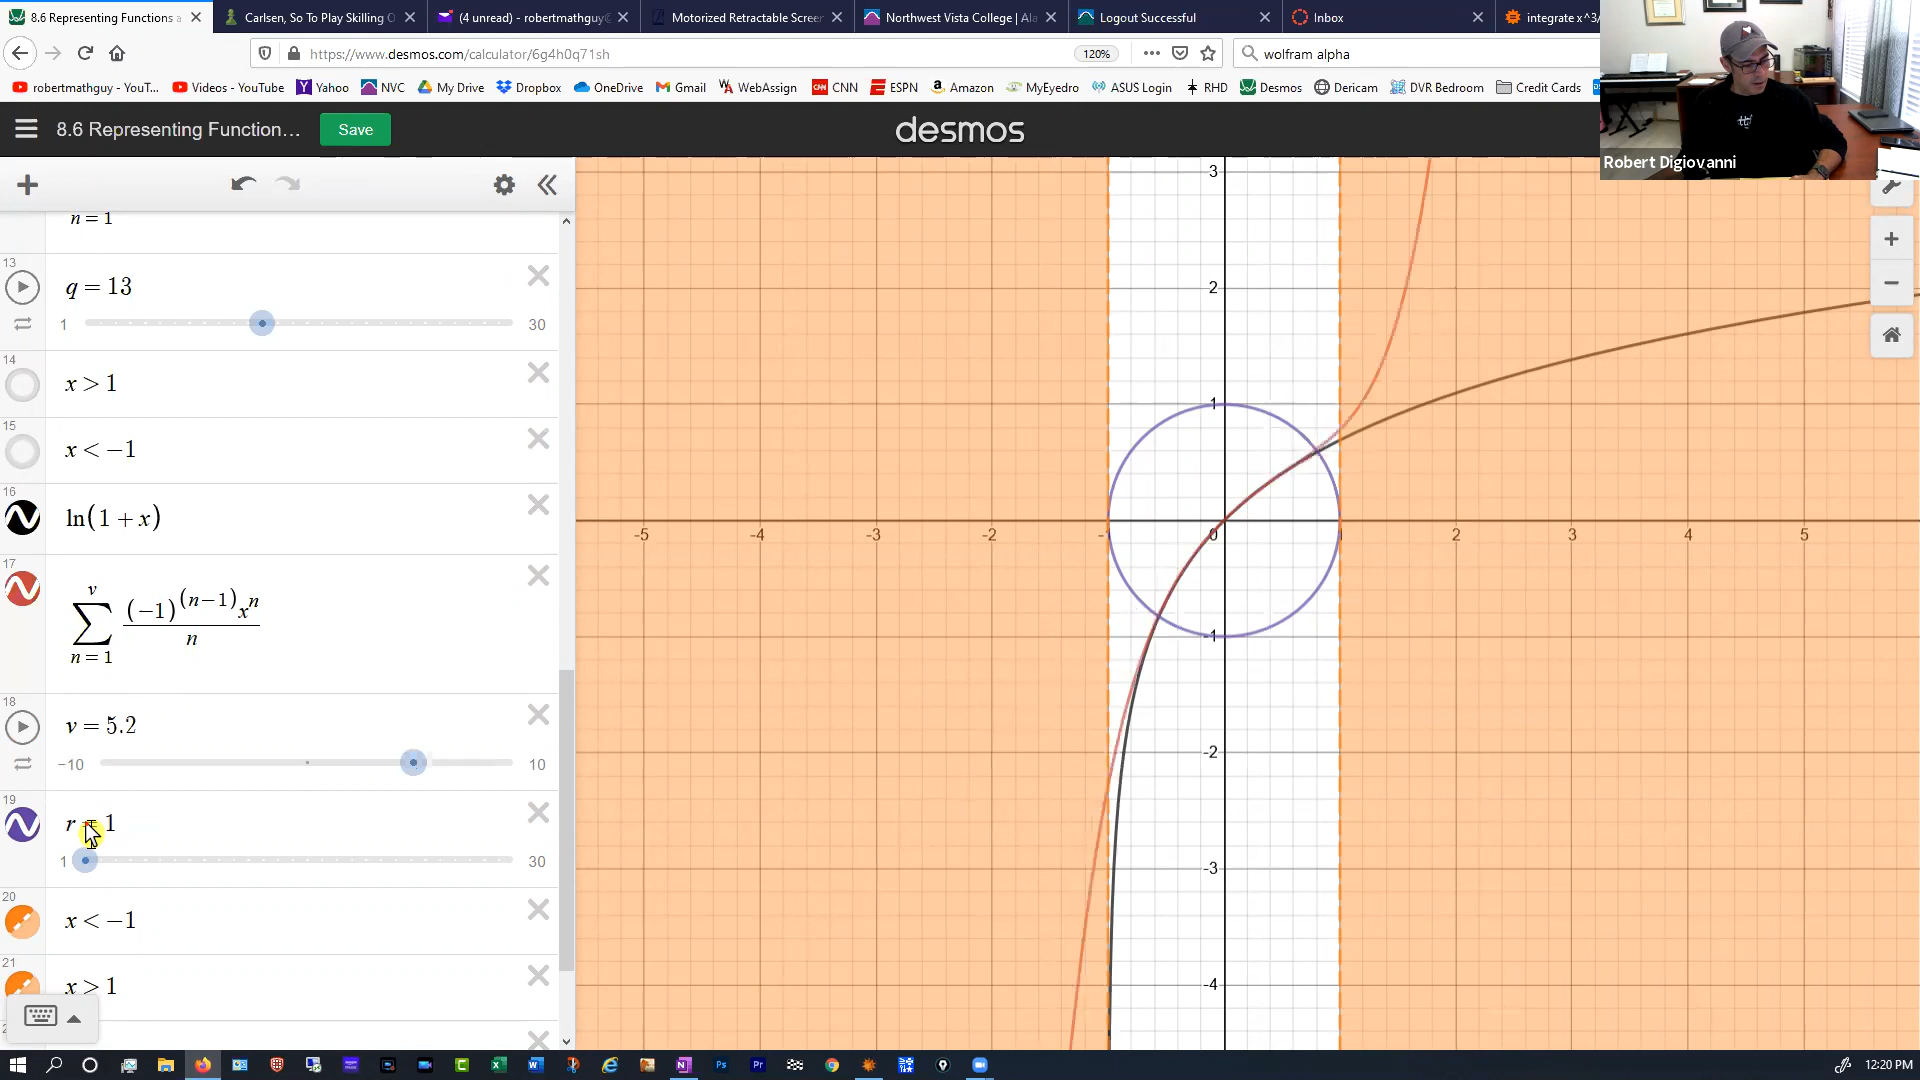 8.6 Representing Functions a
Carlsen, So To Play Skilling O
(4 unread) - robertmathguy@
Motorized Retractable Screen
Northwest Vista College | Ala
Logout Successful
Inbox
integrate x^3/
https://www.desmos.com/calculator/6g4h0q71sh
120%
wolfram alpha
robertmathguy - YouT...
Videos - YouTube
Yahoo
NVC
My Drive
Dropbox
OneDrive
Gmail
WebAssign
CNN
ESPN
Amazon
MyEyedro
ASUS Login
RHD
Desmos
Dericam
DVR Bedroom
Credit Cards
8.6 Representing Function...
Save
desmos
Robert Digiovanni
n = 1
13
q = 13
1
30
14
x > 1
15
x < −1
16
ln(1 + x)
17
v
∑ (−1)^(n−1) x^n / n
n = 1
18
v = 5.2
−10
10
19
r = 1
1
30
20
x < −1
21
x > 1
3
2
1
-5 -4 -3 -2 0 1 2 3 4 5
-1
-2
-3
-4
12:20 PM